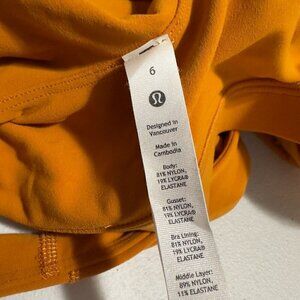 6
Designed in
Vancouver
Made in
Cambodia
Body:
81% NYLON,
19% LYCRA®
ELASTANE
Gusset:
81% NYLON,
19% LYCRA®
ELASTANE
Bra Lining:
81% NYLON,
19% LYCRA®
ELASTANE
Middle Layer:
89% NYLON,
11% ELASTANE